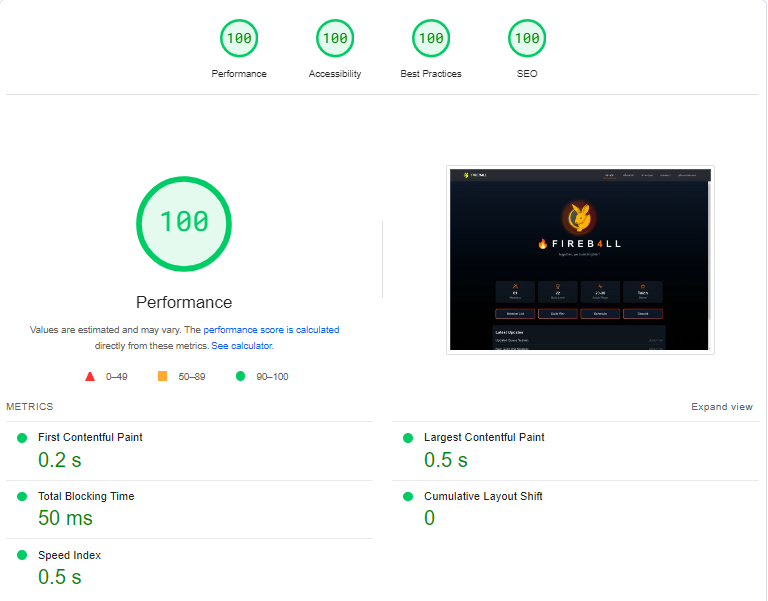 100 100 100 100
Performance Accessibility Best Practices SEO
100
Performance
Values are estimated and may vary. The performance score is calculated
directly from these metrics. See calculator.
0–49 50–89 90–100
FIREB4LL
Latest Updates
METRICS
Expand view
First Contentful Paint
0.2 s
Largest Contentful Paint
0.5 s
Total Blocking Time
50 ms
Cumulative Layout Shift
0
Speed Index
0.5 s